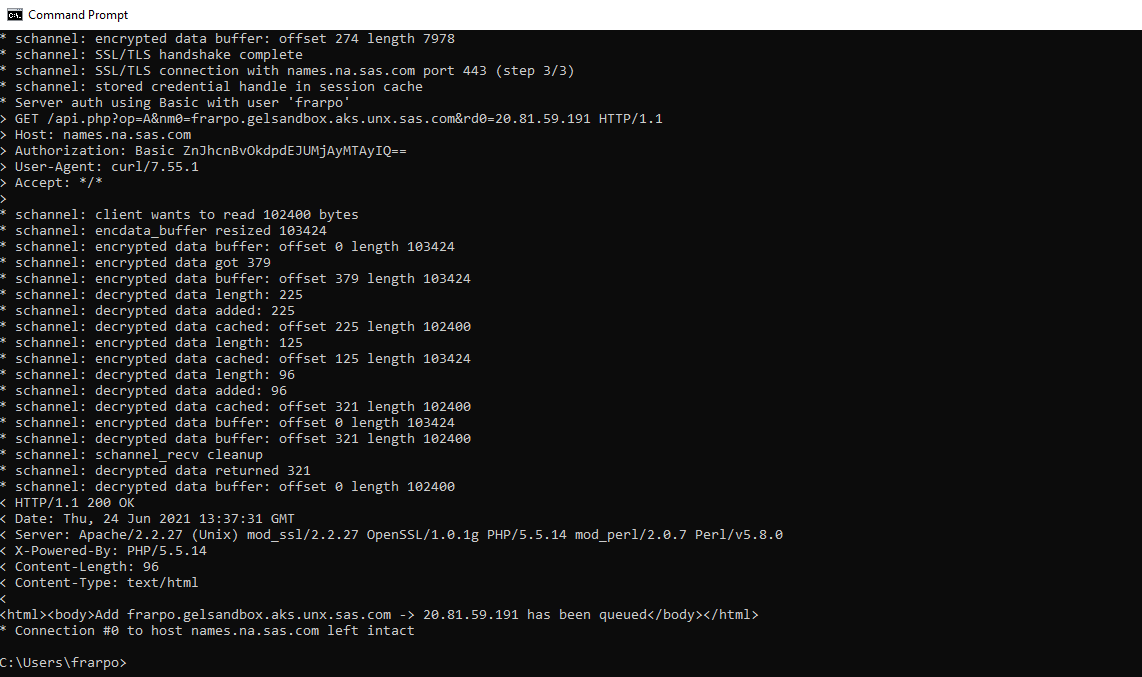 Command Prompt
* schannel: encrypted data buffer: offset 274 length 7978
* schannel: SSL/TLS handshake complete
* schannel: SSL/TLS connection with names.na.sas.com port 443 (step 3/3)
* schannel: stored credential handle in session cache
* Server auth using Basic with user 'frarpo'
> GET /api.php?op=A&nm0=frarpo.gelsandbox.aks.unx.sas.com&rd0=20.81.59.191 HTTP/1.1
> Host: names.na.sas.com
> Authorization: Basic ZnJhcnBvOkdpdEJUMjAyMTAyIQ==
> User-Agent: curl/7.55.1
> Accept: */*
>
* schannel: client wants to read 102400 bytes
* schannel: encdata_buffer resized 103424
* schannel: encrypted data buffer: offset 0 length 103424
* schannel: encrypted data got 379
* schannel: encrypted data buffer: offset 379 length 103424
* schannel: decrypted data length: 225
* schannel: decrypted data added: 225
* schannel: decrypted data cached: offset 225 length 102400
* schannel: encrypted data length: 125
* schannel: encrypted data cached: offset 125 length 103424
* schannel: decrypted data length: 96
* schannel: decrypted data added: 96
* schannel: decrypted data cached: offset 321 length 102400
* schannel: encrypted data buffer: offset 0 length 103424
* schannel: decrypted data buffer: offset 321 length 102400
* schannel: schannel_recv cleanup
* schannel: decrypted data returned 321
* schannel: decrypted data buffer: offset 0 length 102400
< HTTP/1.1 200 OK
< Date: Thu, 24 Jun 2021 13:37:31 GMT
< Server: Apache/2.2.27 (Unix) mod_ssl/2.2.27 OpenSSL/1.0.1g PHP/5.5.14 mod_perl/2.0.7 Perl/v5.8.0
< X-Powered-By: PHP/5.5.14
< Content-Length: 96
< Content-Type: text/html
<
<html><body>Add frarpo.gelsandbox.aks.unx.sas.com -> 20.81.59.191 has been queued</body></html>
* Connection #0 to host names.na.sas.com left intact
C:\Users\frarpo>